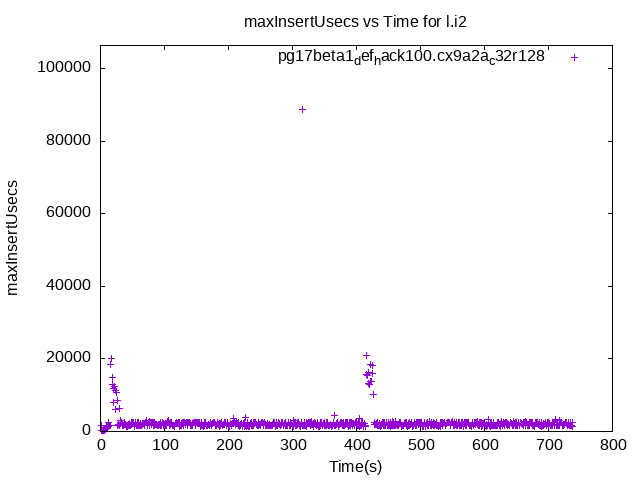 maxInsertUsecs vs Time for l.i2
pg17beta1def_hack100.cx9a2a_c32r128
100000
80000
60000
40000
20000
0
maxInsertUsecs
0 100 200 300 400 500 600 700 800
Time(s)